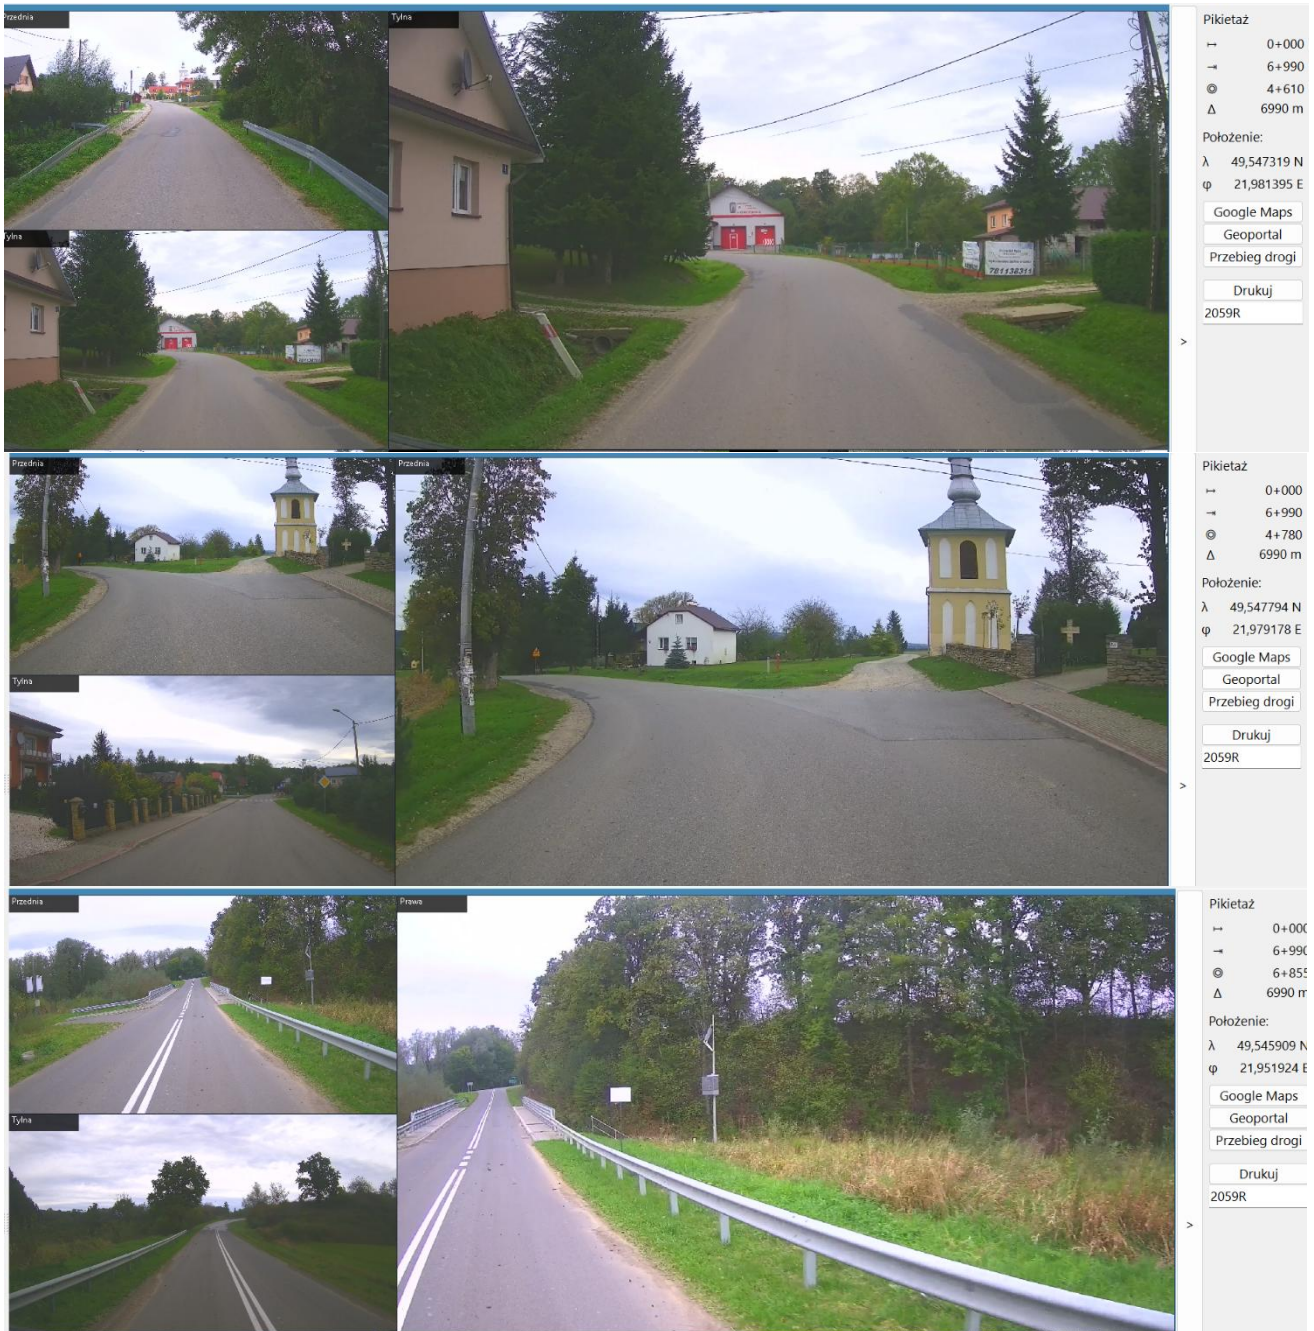 Przednia
Tylna
Tylna
781138311
>
Pikietaż
↦ 0+000
⇥ 6+990
◎ 4+610
Δ 6990 m
Położenie:
λ 49,547319 N
φ 21,981395 E
Google Maps
Geoportal
Przebieg drogi
Drukuj
2059R
Przednia
Przednia
Tylna
>
Pikietaż
↦ 0+000
⇥ 6+990
◎ 4+780
Δ 6990 m
Położenie:
λ 49,547794 N
φ 21,979178 E
Google Maps
Geoportal
Przebieg drogi
Drukuj
2059R
Przednia
Prawa
Tylna
>
Pikietaż
↦ 0+000
⇥ 6+990
◎ 6+855
Δ 6990 m
Położenie:
λ 49,545909 N
φ 21,951924 E
Google Maps
Geoportal
Przebieg drogi
Drukuj
2059R